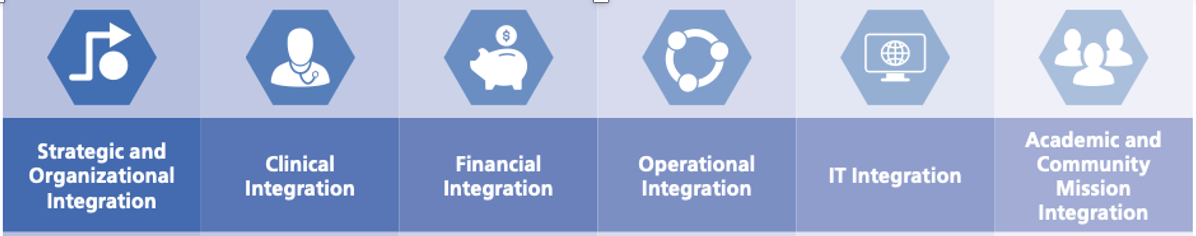 $
Strategic and
Organizational
Integration
Clinical
Integration
Financial
Integration
Operational
Integration
IT Integration
Academic and
Community
Mission
Integration